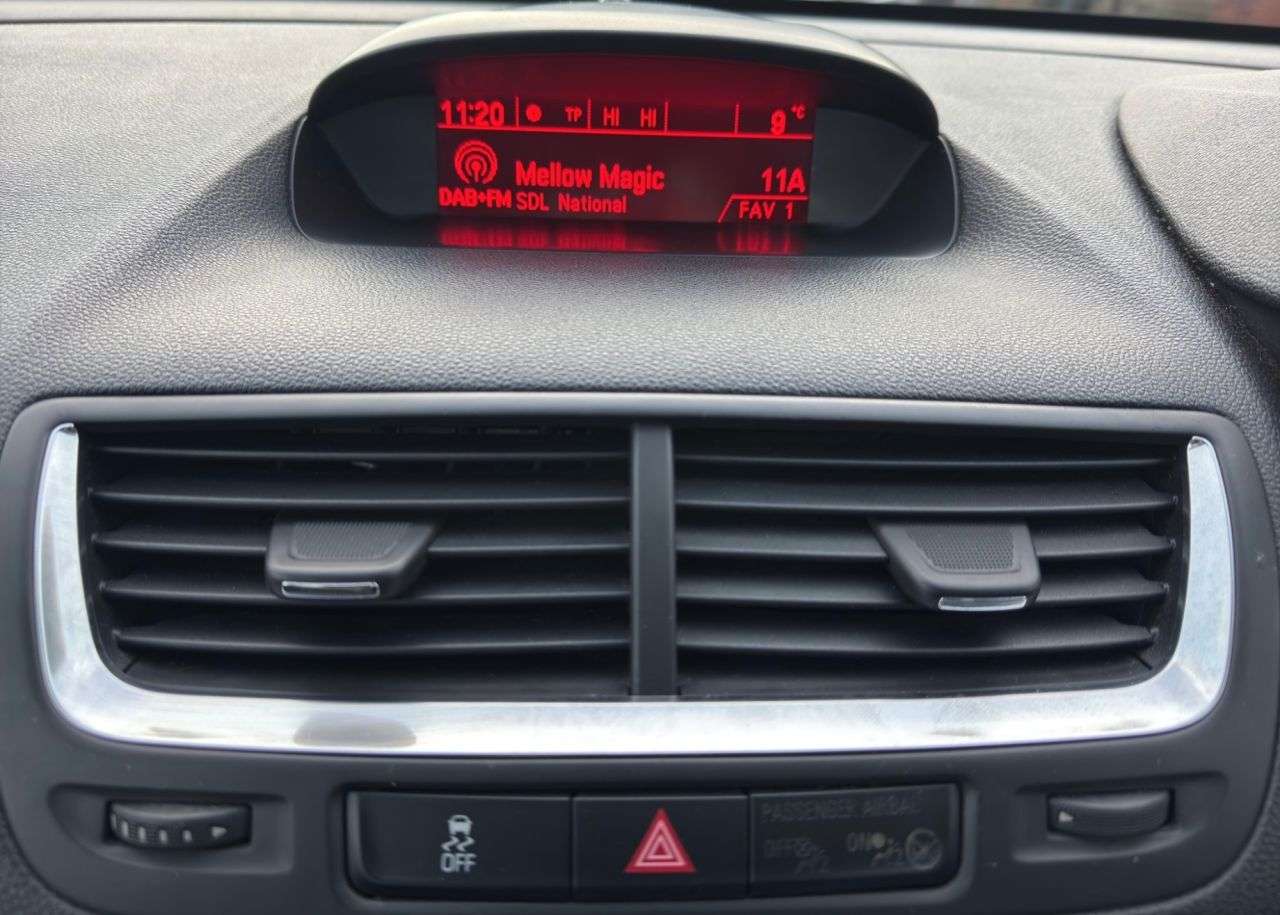 11:20 TP HI HI 9 °C
Mellow Magic 11A
DAB+FM SDL National FAV 1
OFF
PASSENGER AIRBAG
OFF ON